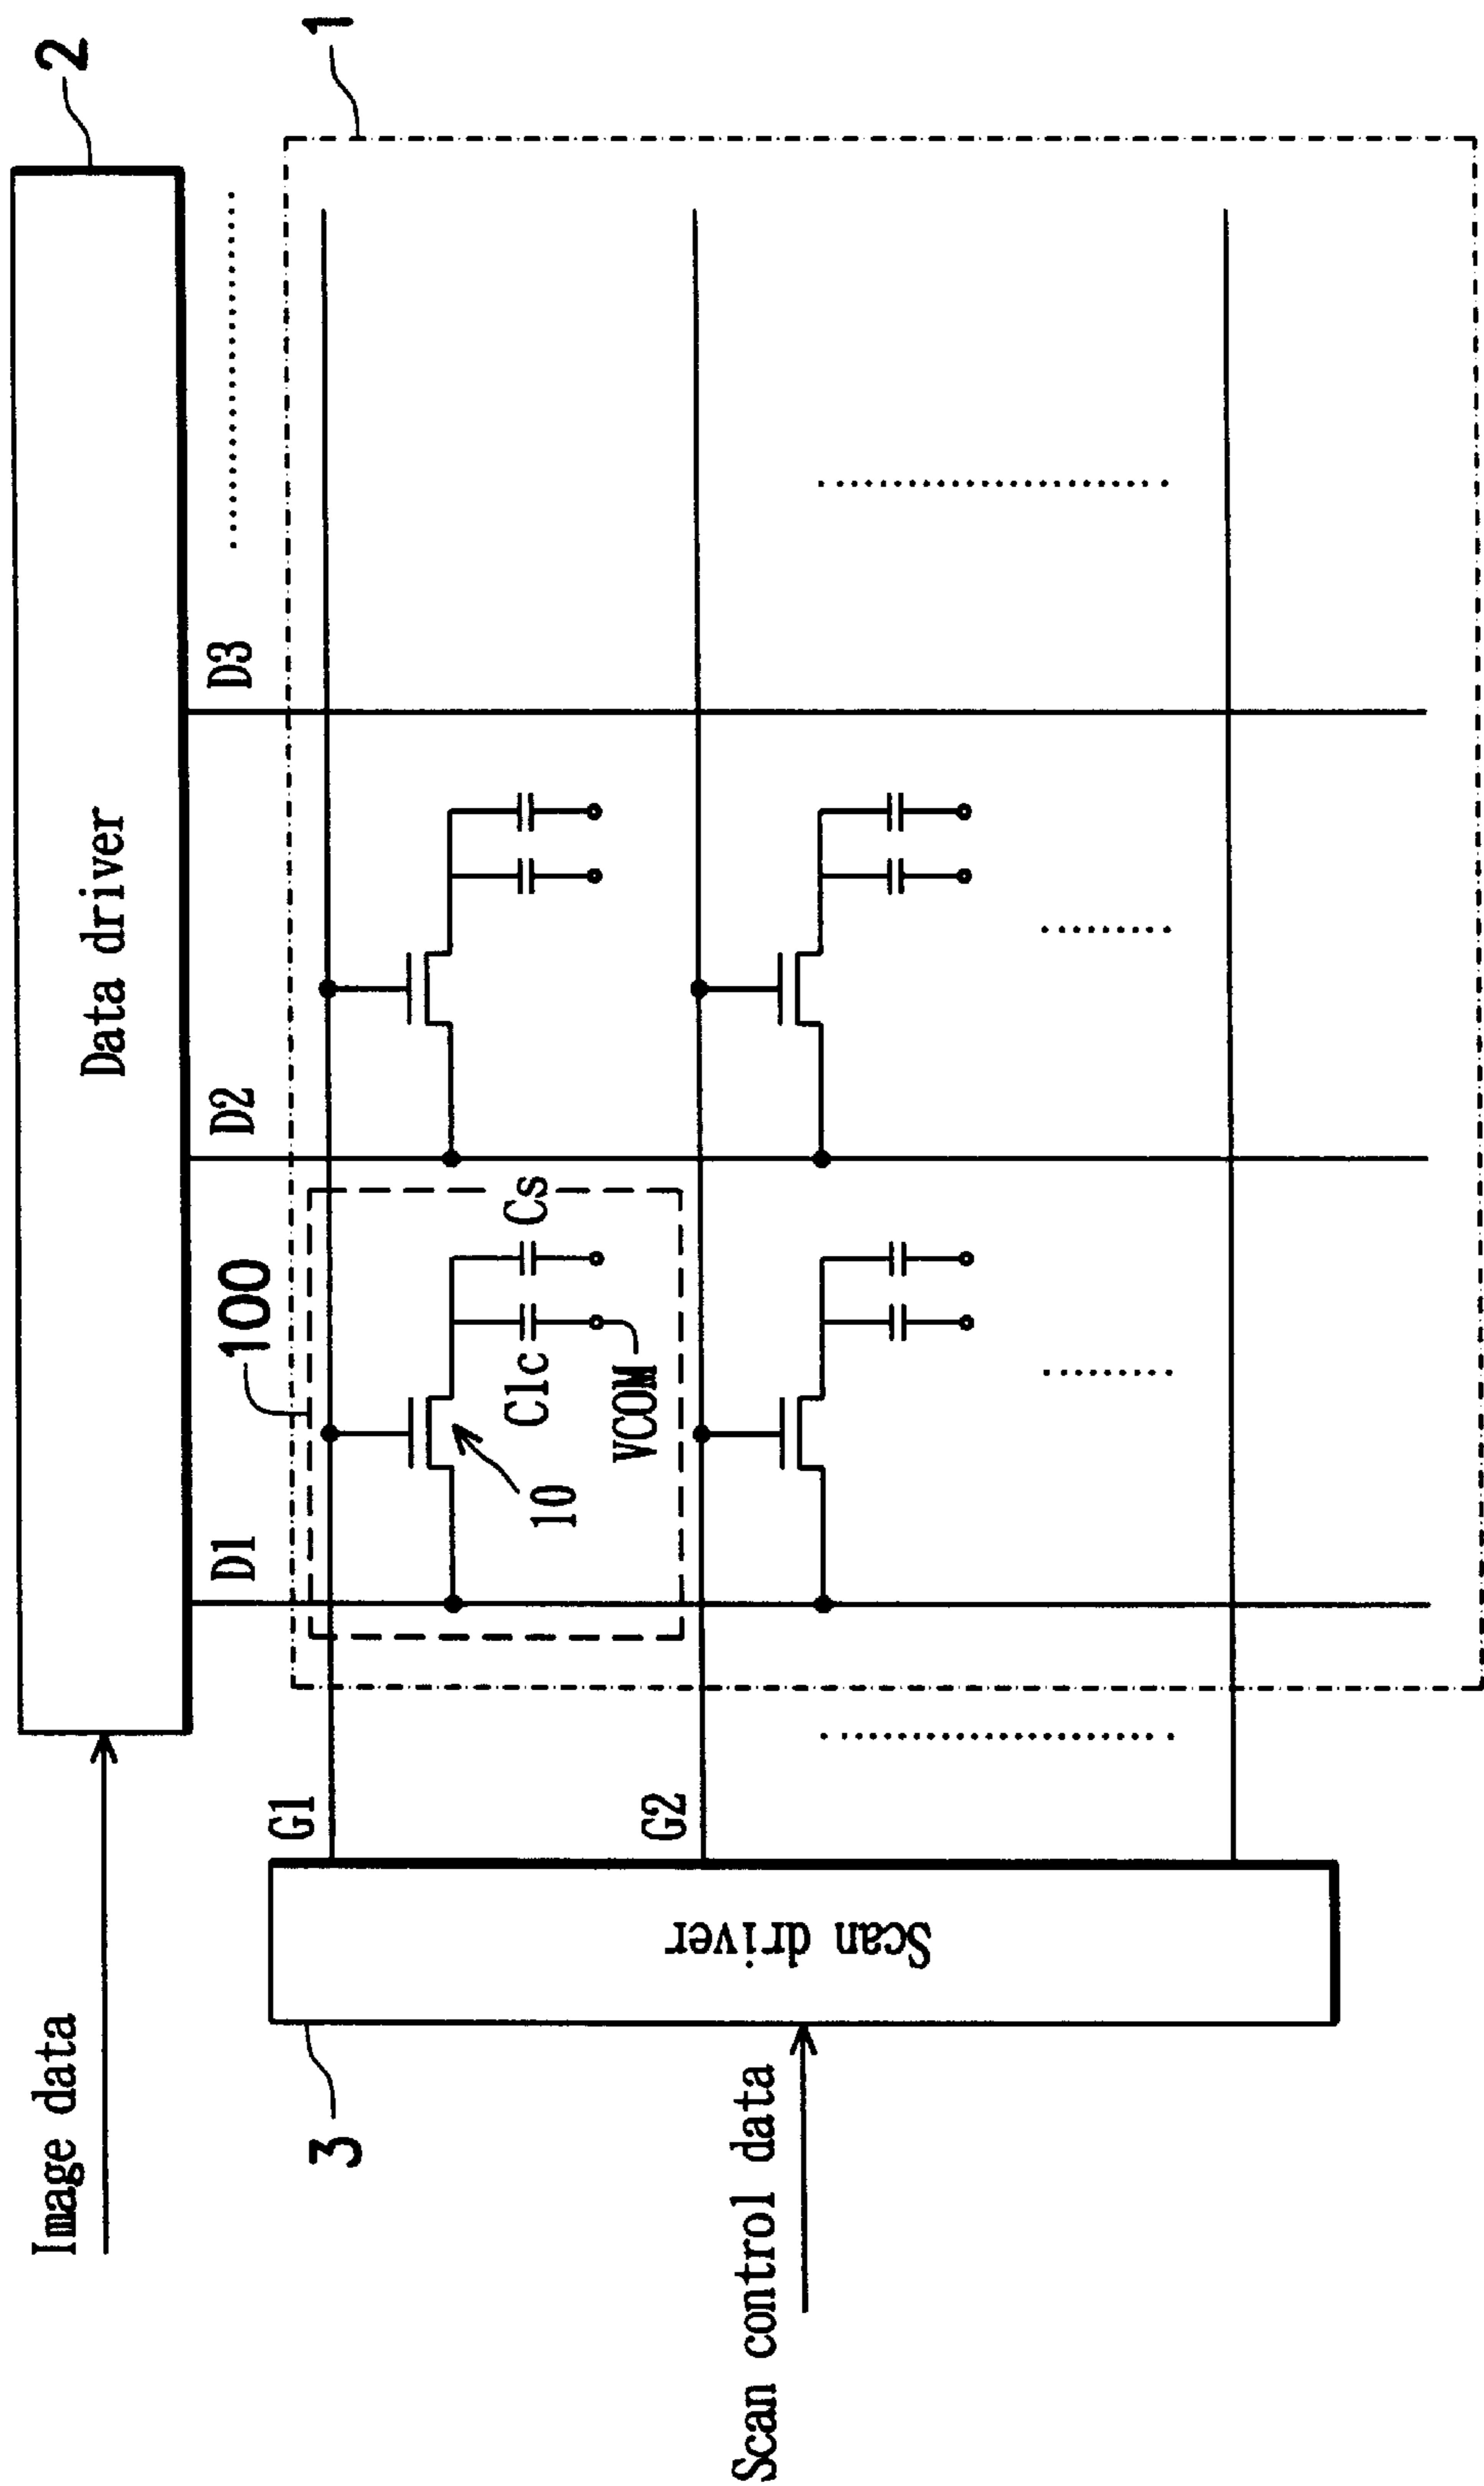 Image data
Data driver
2
D1
D2
D3
1
100
G1
10
Clc
Cs
VCOM
G2
3
Scan driver
Scan control data